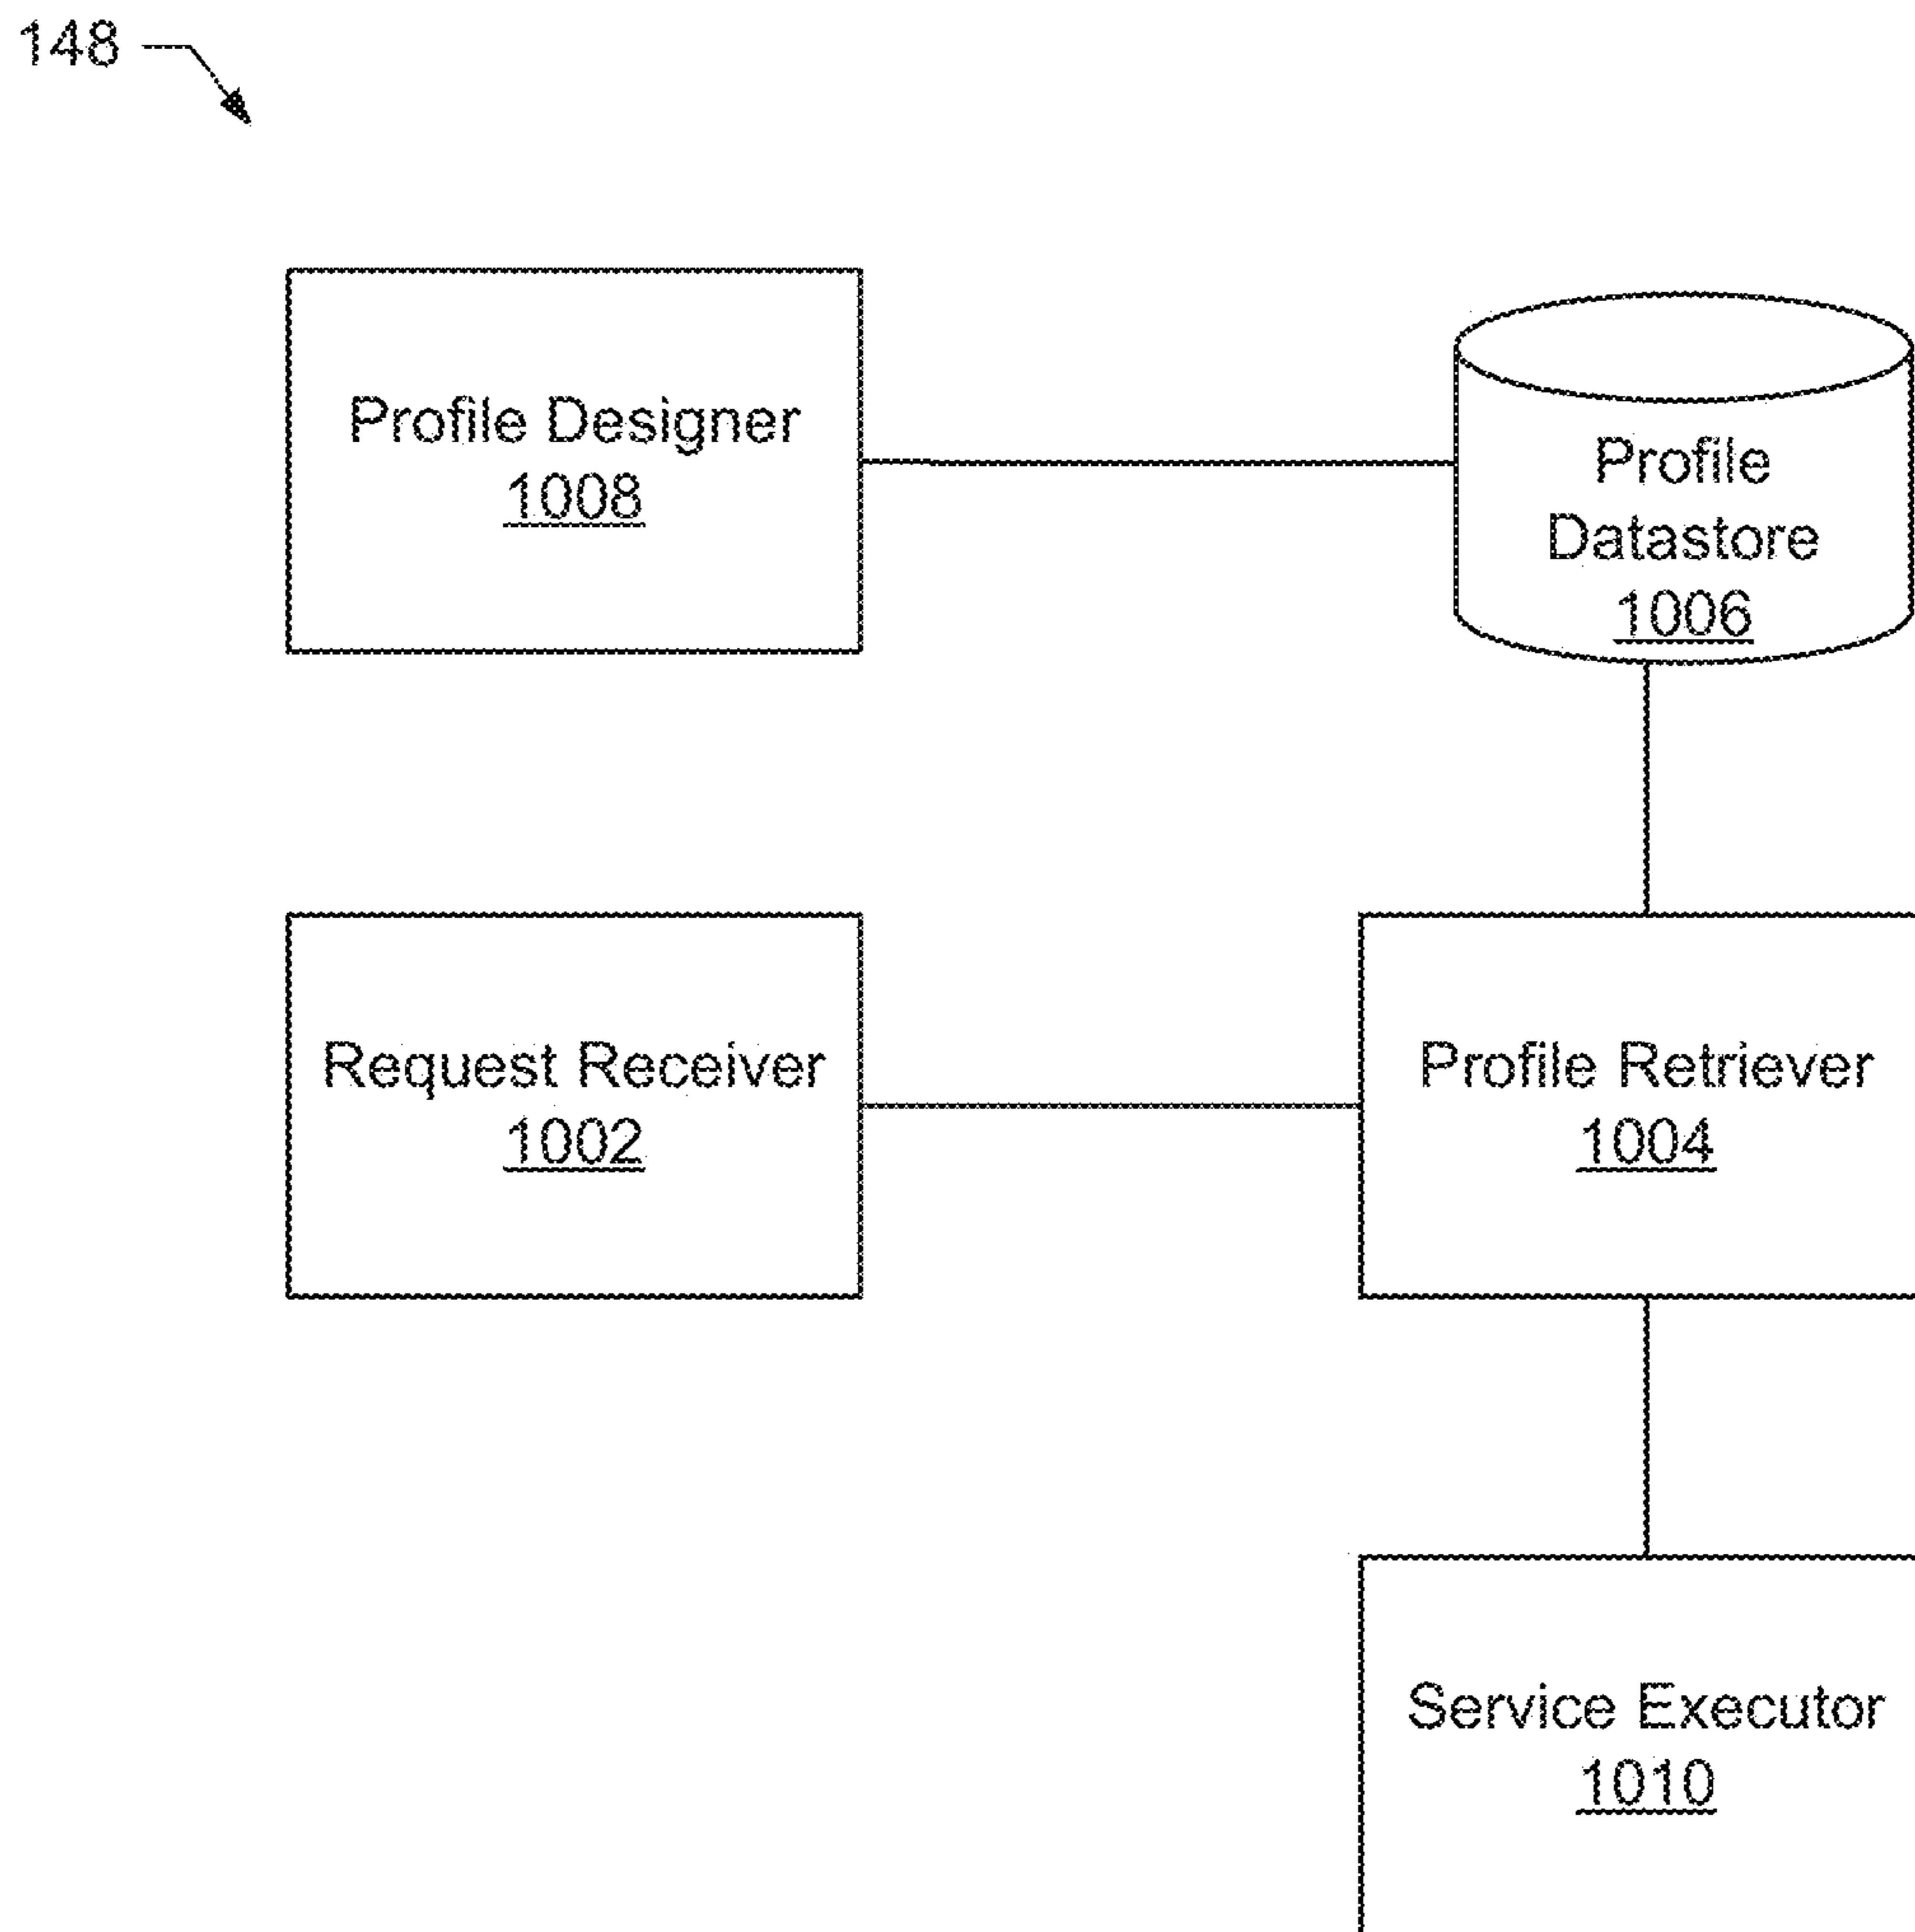 148
Profile Designer
1008
Profile
Datastore
1006
Request Receiver
1002
Profile Retriever
1004
Service Executor
1010